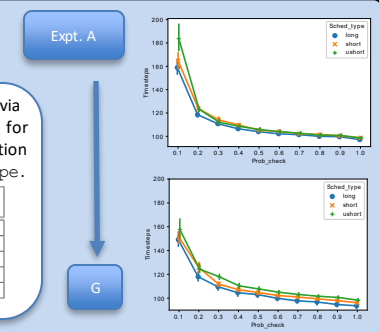 Expt. A
via
for
tion
pe.
G
200
180
160
140
120
100
Timesteps
0.1 0.2 0.3 0.4 0.5 0.6 0.7 0.8 0.9 1.0
Prob_check
Sched_type
long
short
ushort
200
180
160
140
120
100
Timesteps
0.1 0.2 0.3 0.4 0.5 0.6 0.7 0.8 0.9 1.0
Prob_check
Sched_type
long
short
ushort